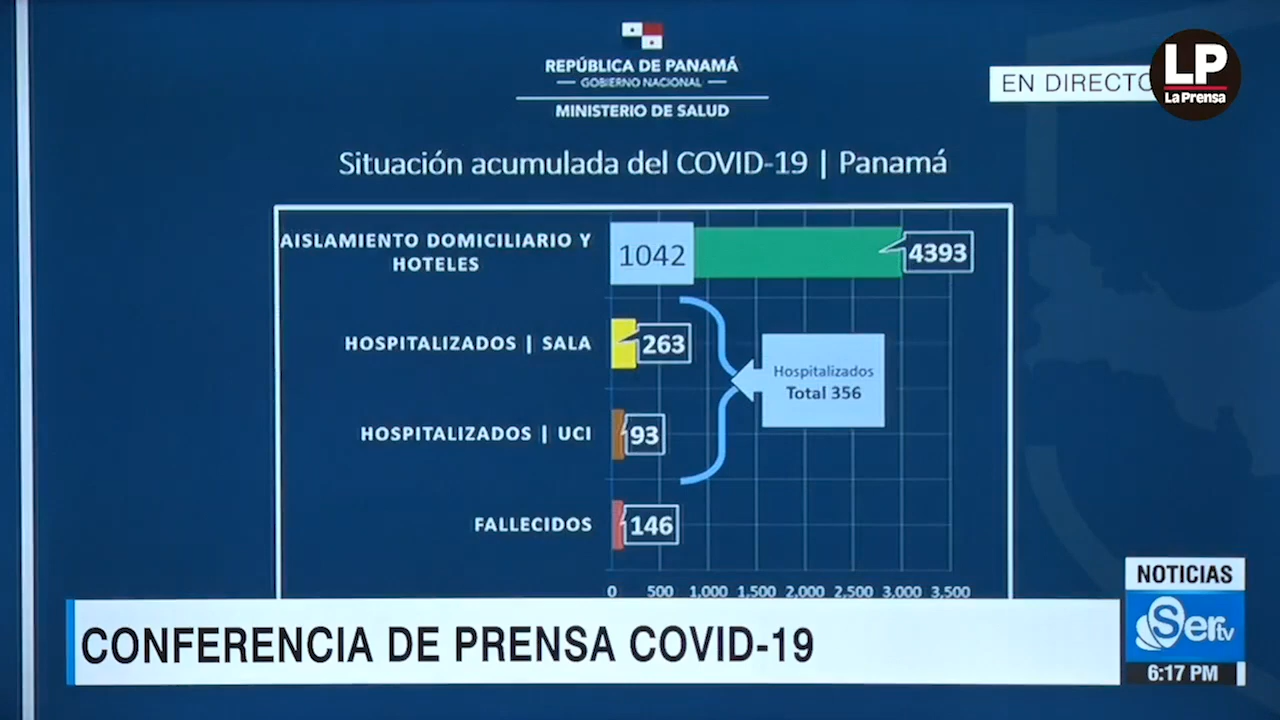 REPÚBLICA DE PANAMÁ
GOBIERNO NACIONAL
MINISTERIO DE SALUD
EN DIRECTO
LP
La Prensa
Situación acumulada del COVID-19 | Panamá
AISLAMIENTO DOMICILIARIO Y
HOTELES
1042
4393
HOSPITALIZADOS | SALA
263
Hospitalizados
Total 356
HOSPITALIZADOS | UCI
93
FALLECIDOS
146
0 500 1,000 1,500 2,000 2,500 3,000 3,500
CONFERENCIA DE PRENSA COVID-19
NOTICIAS
Sertv
6:17 PM